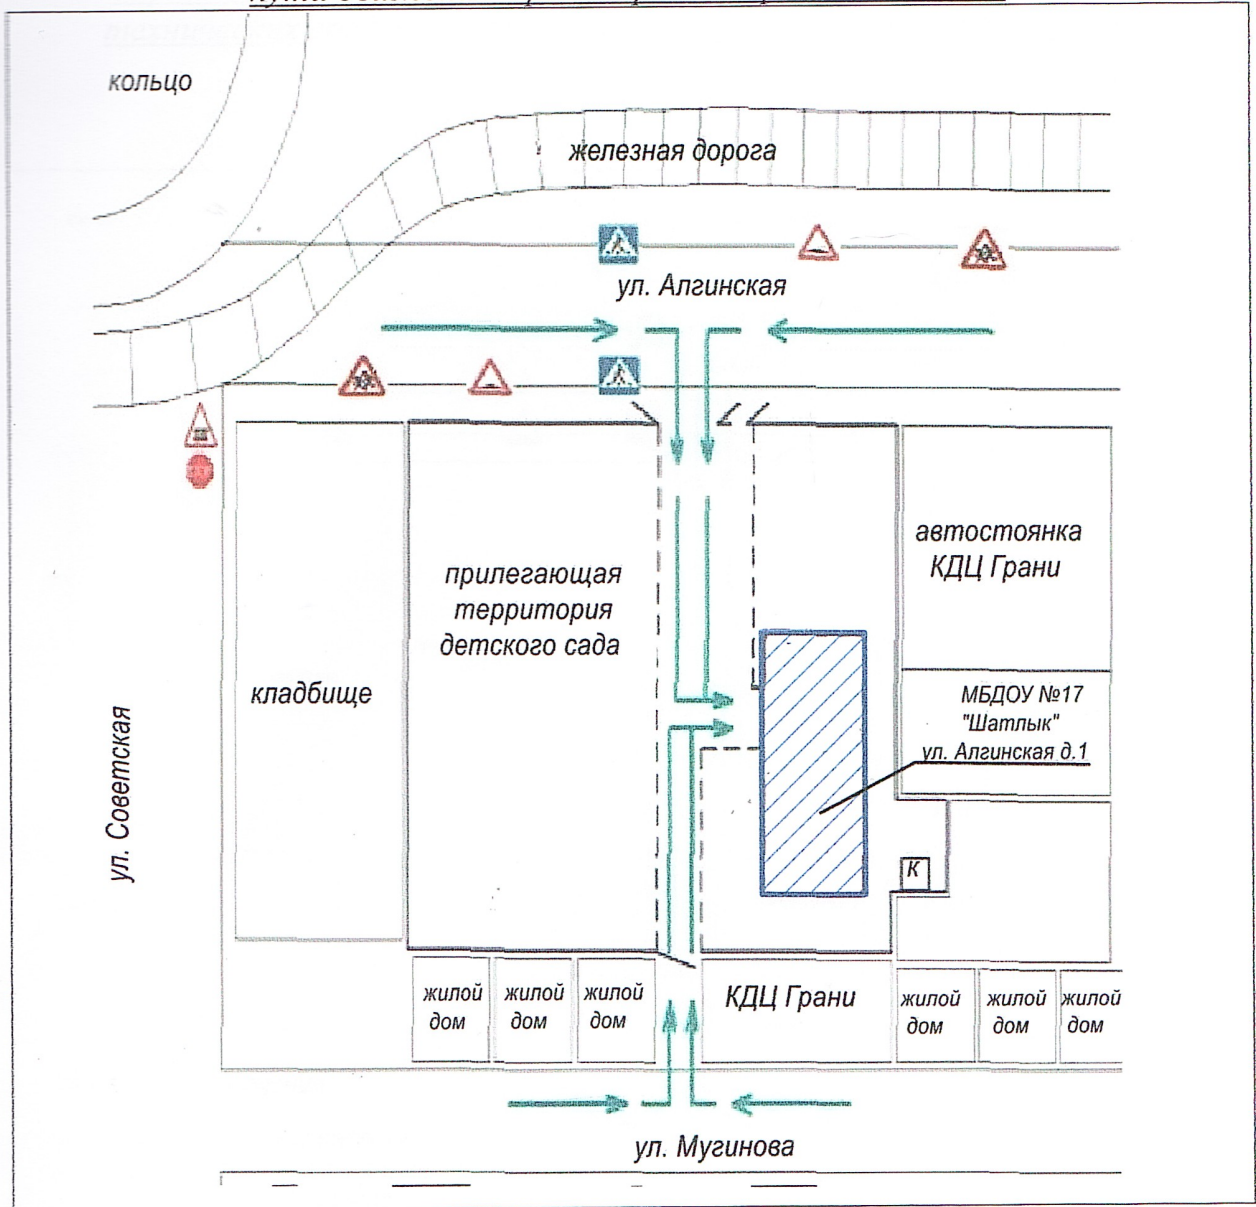 кольцо
железная дорога
ул. Алгинская
автостоянка
КДЦ Грани
прилегающая
территория
детского сада
кладбище
МБДОУ №17
"Шатлык"
ул. Алгинская д.1
ул. Советская
К
жилой
дом
жилой
дом
жилой
дом
КДЦ Грани
жилой
дом
жилой
дом
жилой
дом
ул. Мугинова